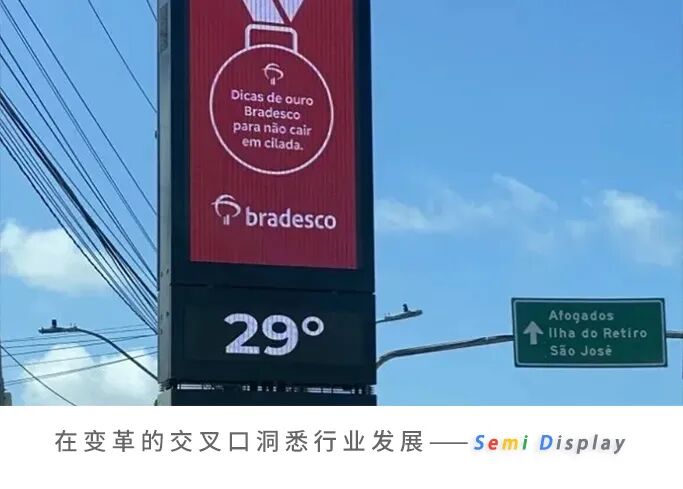 Dicas de ouro
Bradesco
para não cair
em cilada.
bradesco
29°
Afogados
Ilha do Retiro
São José
在变革的交叉口洞悉行业发展——Semi Display